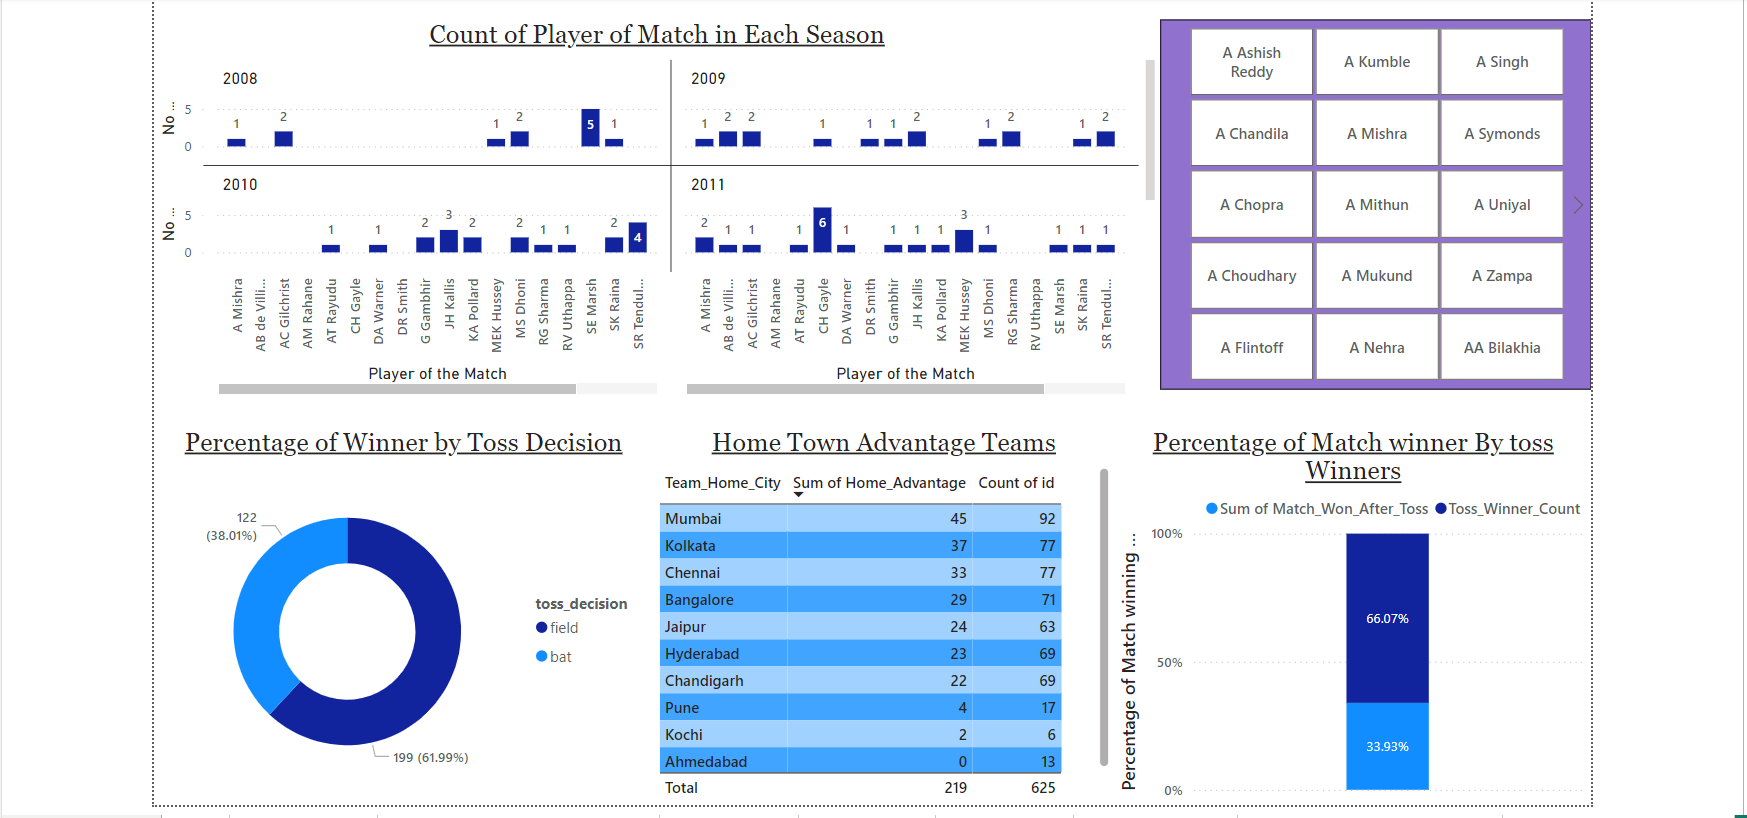 Count of Player of Match in Each Season
2008
2009
No ...
5
0
1
2
1
2
5
1
1
2
2
1
1
1
2
1
2
1
2
2010
2011
No ...
5
0
1
1
2
3
2
2
1
1
2
4
2
1
1
1
6
1
1
1
1
3
1
1
1
1
A Mishra
AB de Villi...
AC Gilchrist
AM Rahane
AT Rayudu
CH Gayle
DA Warner
DR Smith
G Gambhir
JH Kallis
KA Pollard
MEK Hussey
MS Dhoni
RG Sharma
RV Uthappa
SE Marsh
SK Raina
SR Tendul...
A Mishra
AB de Villi...
AC Gilchrist
AM Rahane
AT Rayudu
CH Gayle
DA Warner
DR Smith
G Gambhir
JH Kallis
KA Pollard
MEK Hussey
MS Dhoni
RG Sharma
RV Uthappa
SE Marsh
SK Raina
SR Tendul...
Player of the Match
Player of the Match
A Ashish
Reddy
A Kumble
A Singh
A Chandila
A Mishra
A Symonds
A Chopra
A Mithun
A Uniyal
A Choudhary
A Mukund
A Zampa
A Flintoff
A Nehra
AA Bilakhia
Percentage of Winner by Toss Decision
122
(38.01%)
199 (61.99%)
toss_decision
field
bat
Home Town Advantage Teams
Team_Home_City Sum of Home_Advantage Count of id
Mumbai 45 92
Kolkata 37 77
Chennai 33 77
Bangalore 29 71
Jaipur 24 63
Hyderabad 23 69
Chandigarh 22 69
Pune 4 17
Kochi 2 6
Ahmedabad 0 13
Total 219 625
Percentage of Match winner By toss
Winners
Sum of Match_Won_After_Toss Toss_Winner_Count
Percentage of Match winning ...
100%
50%
0%
66.07%
33.93%